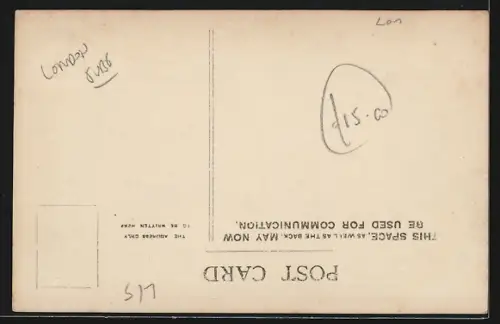 London
Lon
£15.00
POST CARD
THIS SPACE, AS WELL AS THE BACK, MAY NOW
BE USED FOR COMMUNICATION.
THE ADDRESS ONLY
TO BE WRITTEN HERE